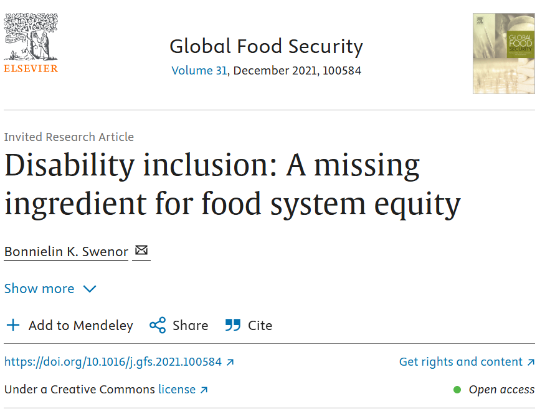 ELSEVIER
Global Food Security
Volume 31, December 2021, 100584
GLOBAL
FOOD
SECURITY
Invited Research Article
Disability inclusion: A missing
ingredient for food system equity
Bonnielin K. Swenor
Show more
Add to Mendeley Share Cite
https://doi.org/10.1016/j.gfs.2021.100584 Get rights and content
Under a Creative Commons license Open access